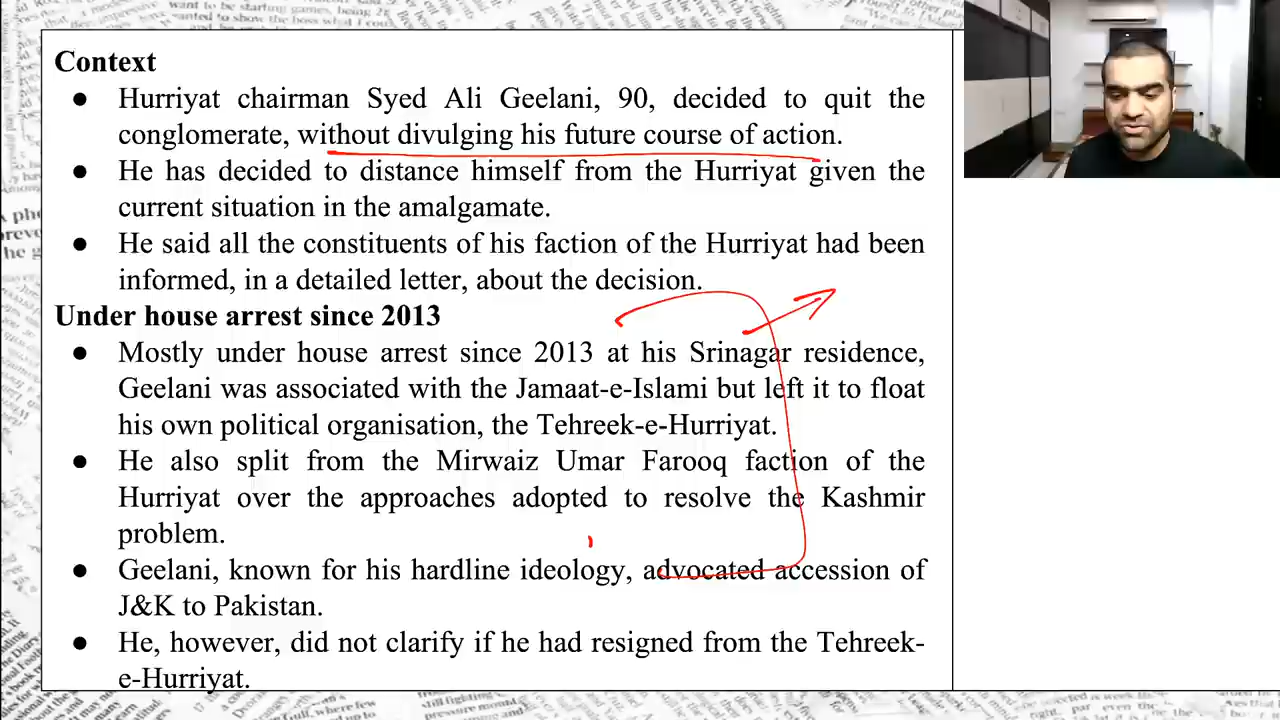 Context
● Hurriyat chairman Syed Ali Geelani, 90, decided to quit the
conglomerate, without divulging his future course of action.
● He has decided to distance himself from the Hurriyat given the
current situation in the amalgamate.
● He said all the constituents of his faction of the Hurriyat had been
informed, in a detailed letter, about the decision.
Under house arrest since 2013
● Mostly under house arrest since 2013 at his Srinagar residence,
Geelani was associated with the Jamaat-e-Islami but left it to float
his own political organisation, the Tehreek-e-Hurriyat.
● He also split from the Mirwaiz Umar Farooq faction of the
Hurriyat over the approaches adopted to resolve the Kashmir
problem.
● Geelani, known for his hardline ideology, advocated accession of
J&K to Pakistan.
● He, however, did not clarify if he had resigned from the Tehreek-
e-Hurriyat.